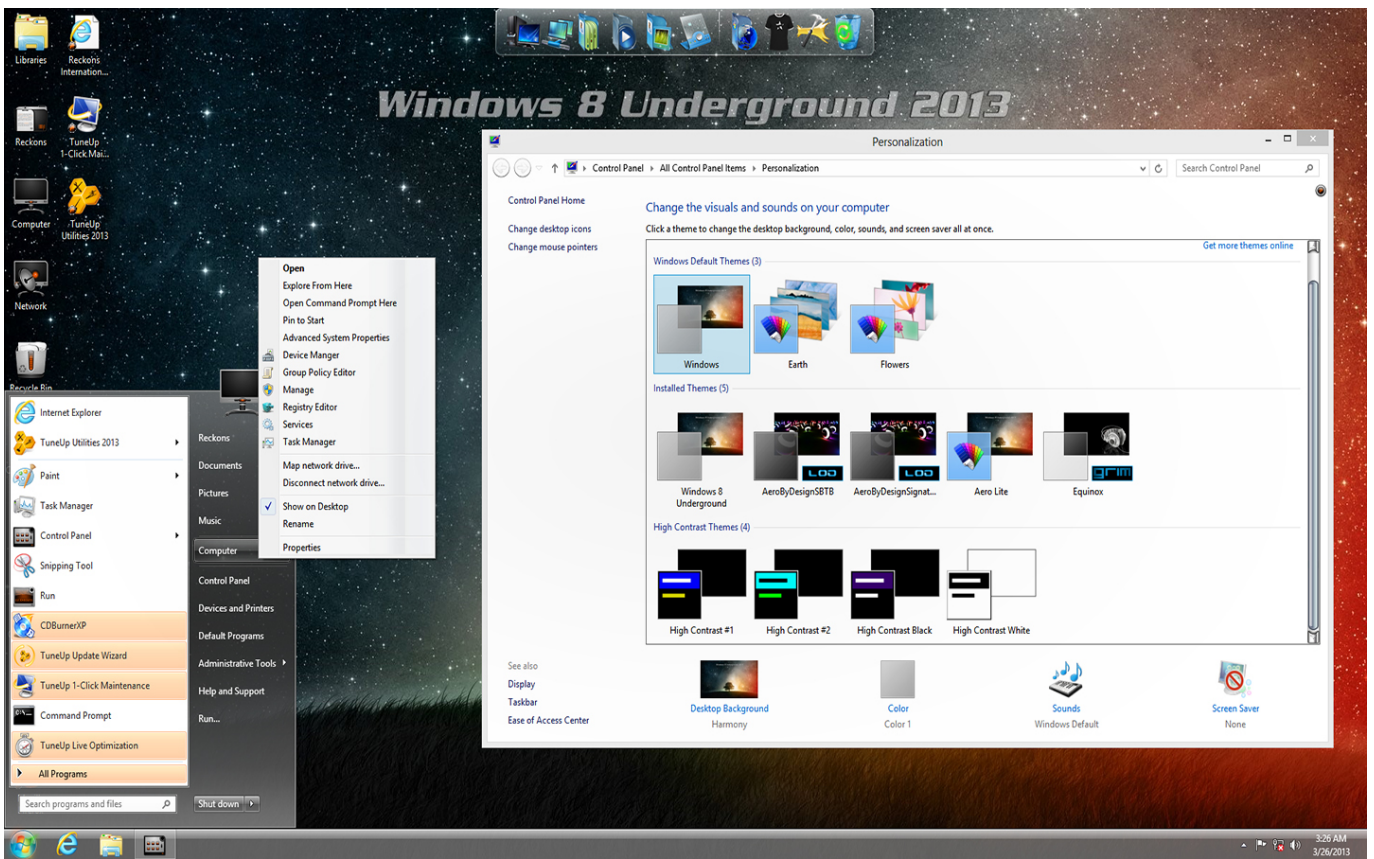 Libraries
Reckons
Internation...
Reckons
TuneUp
1-Click Mai...
Computer
TuneUp
Utilities 2013
Network
Recycle Bin
Windows 8 Underground 2013
Open
Explore From Here
Open Command Prompt Here
Pin to Start
Advanced System Properties
Device Manger
Group Policy Editor
Manage
Registry Editor
Services
Task Manager
Map network drive...
Disconnect network drive...
Show on Desktop
Rename
Properties
Internet Explorer
TuneUp Utilities 2013
Paint
Task Manager
Control Panel
Snipping Tool
Run
CDBurnerXP
TuneUp Update Wizard
TuneUp 1-Click Maintenance
Command Prompt
TuneUp Live Optimization
All Programs
Search programs and files
Reckons
Documents
Pictures
Music
Computer
Control Panel
Devices and Printers
Default Programs
Administrative Tools
Help and Support
Run...
Shut down
Personalization
Control Panel All Control Panel Items Personalization
Search Control Panel
Control Panel Home
Change desktop icons
Change mouse pointers
Change the visuals and sounds on your computer
Click a theme to change the desktop background, color, sounds, and screen saver all at once.
Get more themes online
Windows Default Themes (3)
Windows
Earth
Flowers
Installed Themes (5)
LOD
LOD
grim
Windows 8
Underground
AeroByDesignSBTB
AeroByDesignSignat...
Aero Lite
Equinox
High Contrast Themes (4)
High Contrast #1
High Contrast #2
High Contrast Black
High Contrast White
See also
Display
Taskbar
Ease of Access Center
Desktop Background
Harmony
Color
Color 1
Sounds
Windows Default
Screen Saver
None
3:26 AM
3/26/2013